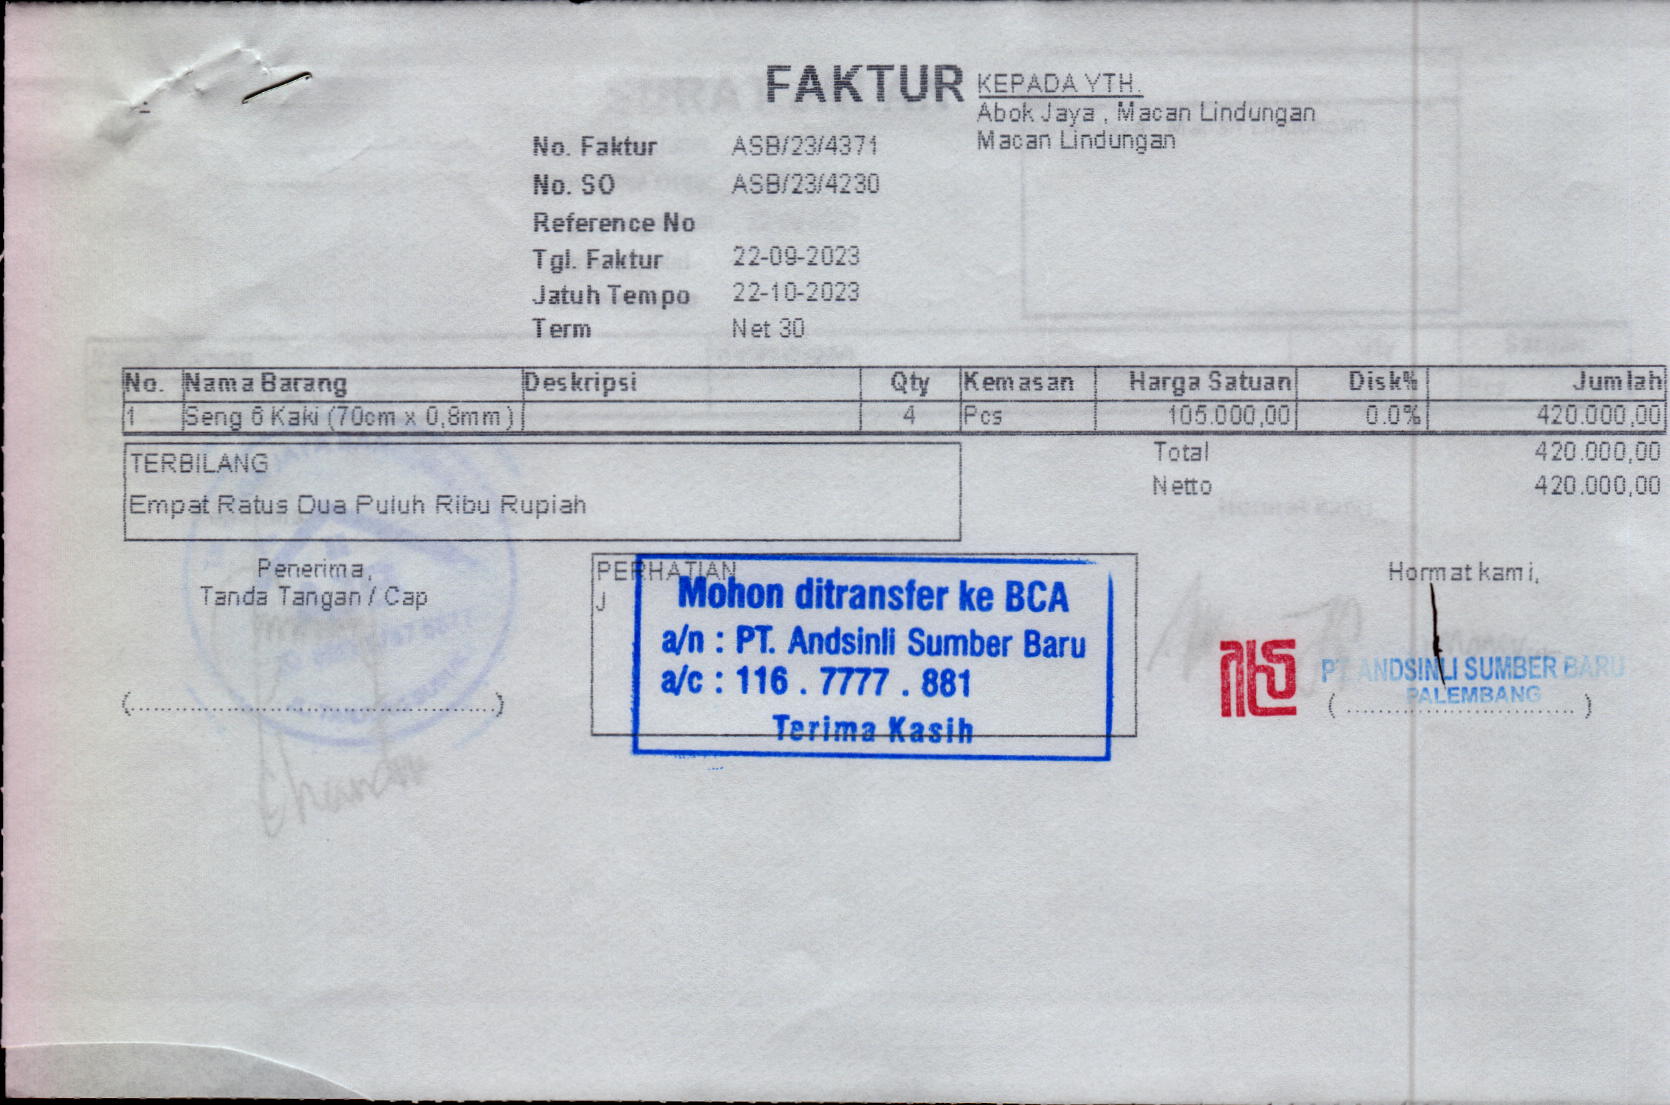 FAKTUR
KEPADA YTH.
Abok Jaya , Macan Lindungan
Macan Lindungan
No. Faktur ASB/23/4371
No. SO ASB/23/4230
Reference No
Tgl. Faktur 22-09-2023
Jatuh Tempo 22-10-2023
Term Net 30
No. Nama Barang Deskripsi Qty Kemasan Harga Satuan Disk% Jumlah
1 Seng 6 Kaki (70cm x 0,8mm) 4 Pcs 105.000,00 0.0% 420.000,00
Total 420.000,00
Netto 420.000,00
TERBILANG
Empat Ratus Dua Puluh Ribu Rupiah
Penerima,
Tanda Tangan / Cap
(..................................................)
PERHATIAN
J
Mohon ditransfer ke BCA
a/n : PT. Andsinli Sumber Baru
a/c : 116 . 7777 . 881
Terima Kasih
Hormat kami,
PT ANDSINLI SUMBER BARU
PALEMBANG
( ................................ )